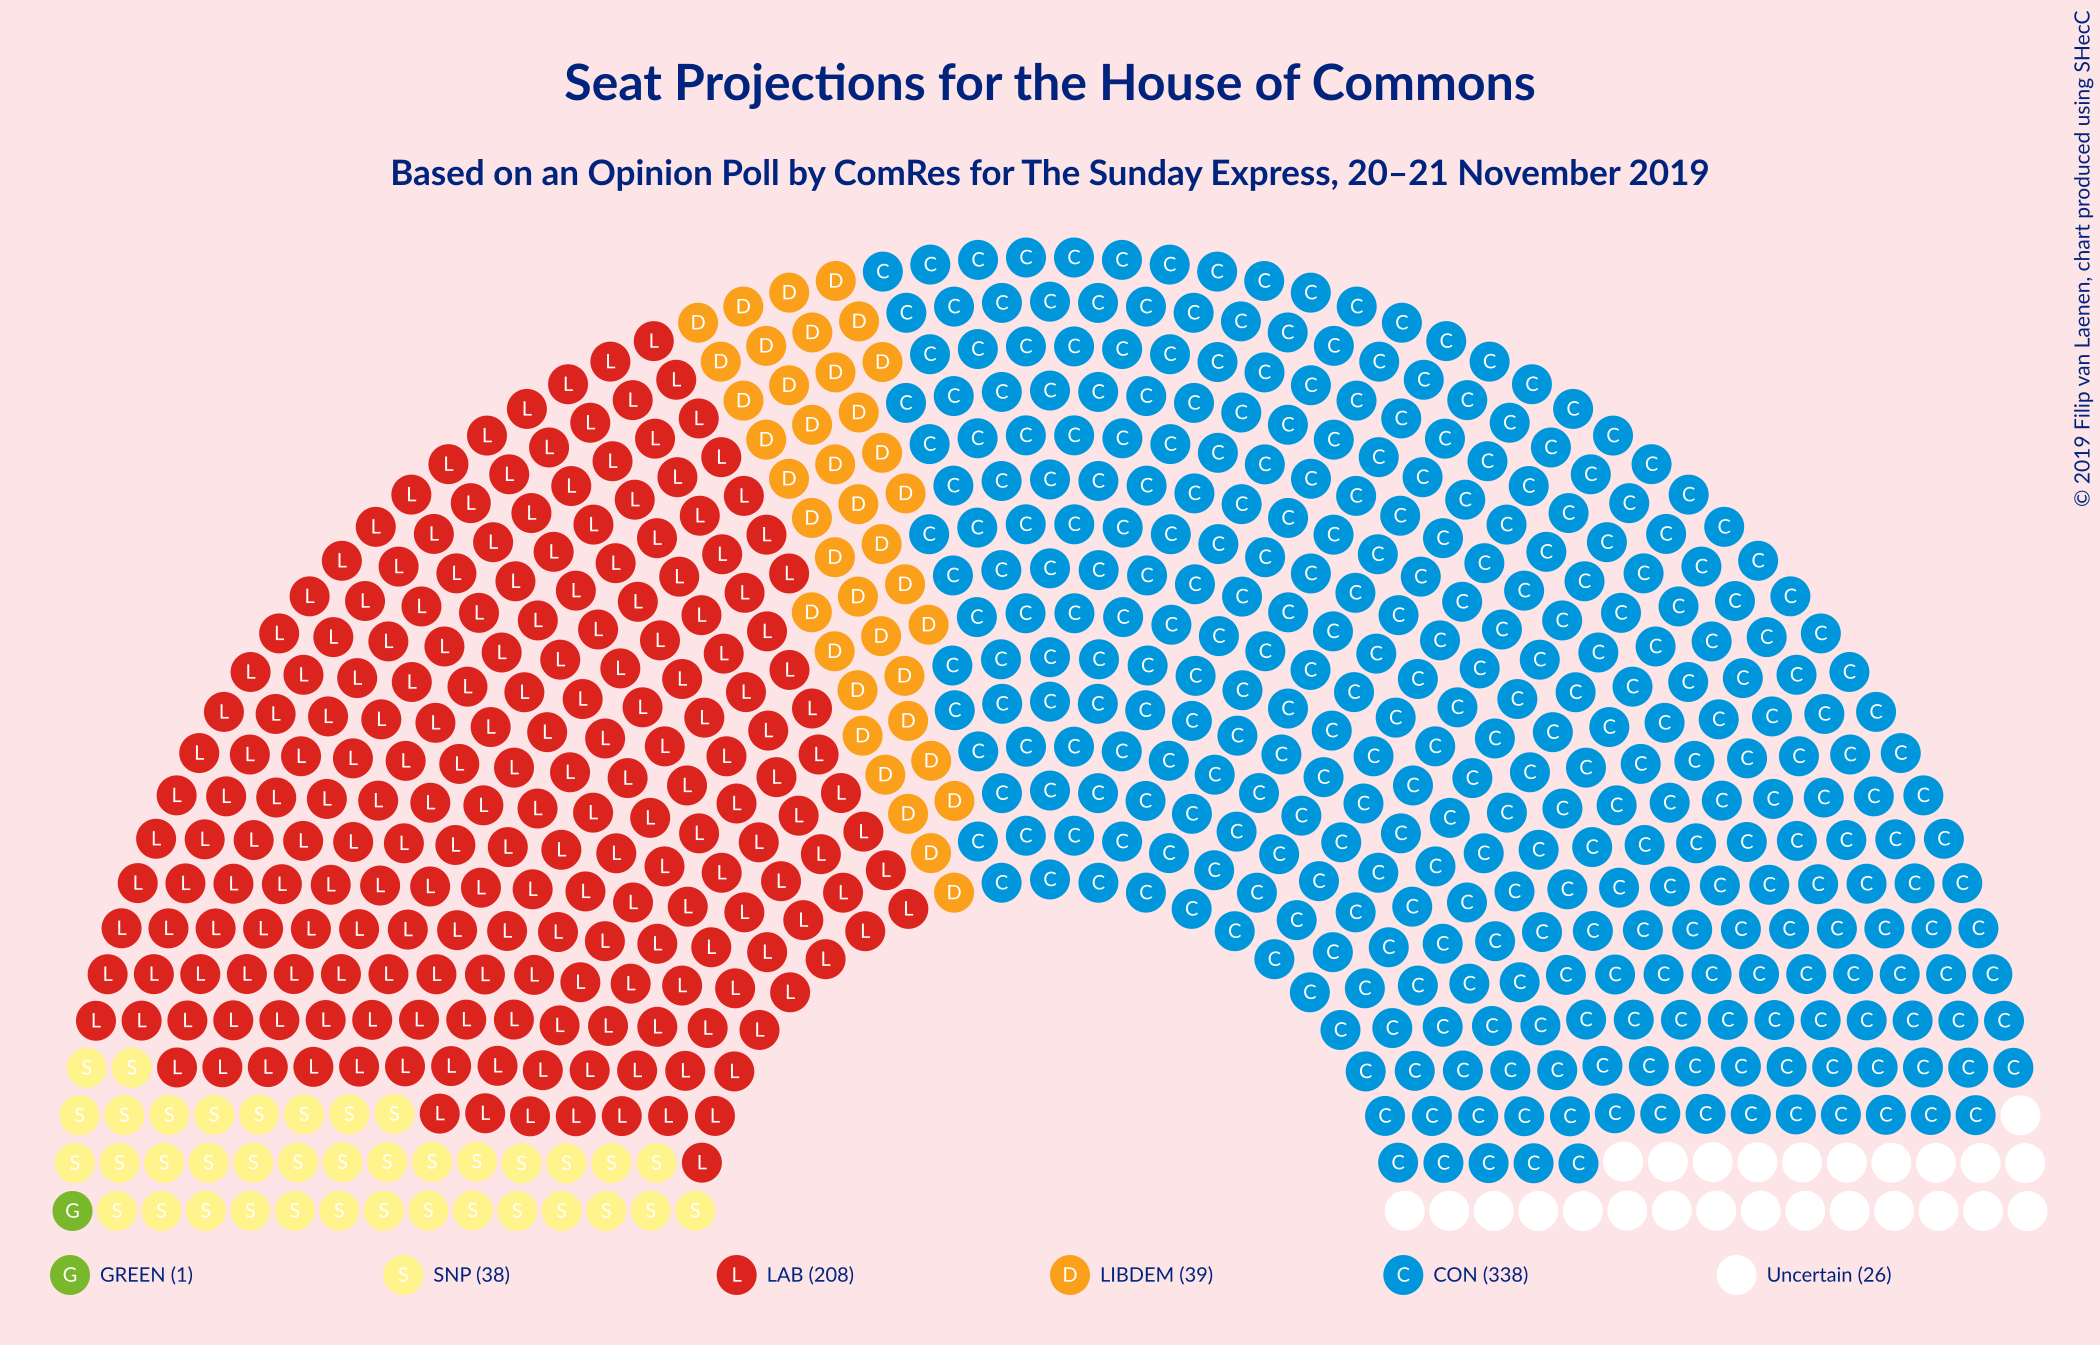 Seat Projections for the House of Commons
Based on an Opinion Poll by ComRes for The Sunday Express, 20–21 November 2019
© 2019 Filip van Laenen, chart produced using SHecC
G GREEN (1)
S SNP (38)
L LAB (208)
D LIBDEM (39)
C CON (338)
Uncertain (26)